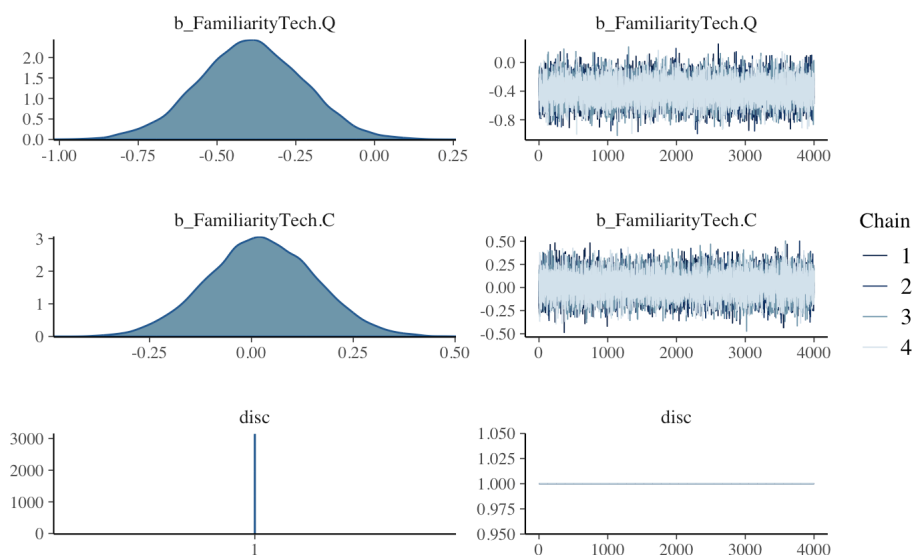 b_FamiliarityTech.Q
2.0
1.5
1.0
0.5
0.0
-1.00 -0.75 -0.50 -0.25 0.00 0.25
b_FamiliarityTech.Q
0.0
-0.4
-0.8
0 1000 2000 3000 4000
b_FamiliarityTech.C
3
2
1
0
-0.25 0.00 0.25 0.50
b_FamiliarityTech.C
0.50
0.25
0.00
-0.25
-0.50
0 1000 2000 3000 4000
Chain
1
2
3
4
disc
3000
2000
1000
0
1
disc
1.050
1.025
1.000
0.975
0.950
0 1000 2000 3000 4000